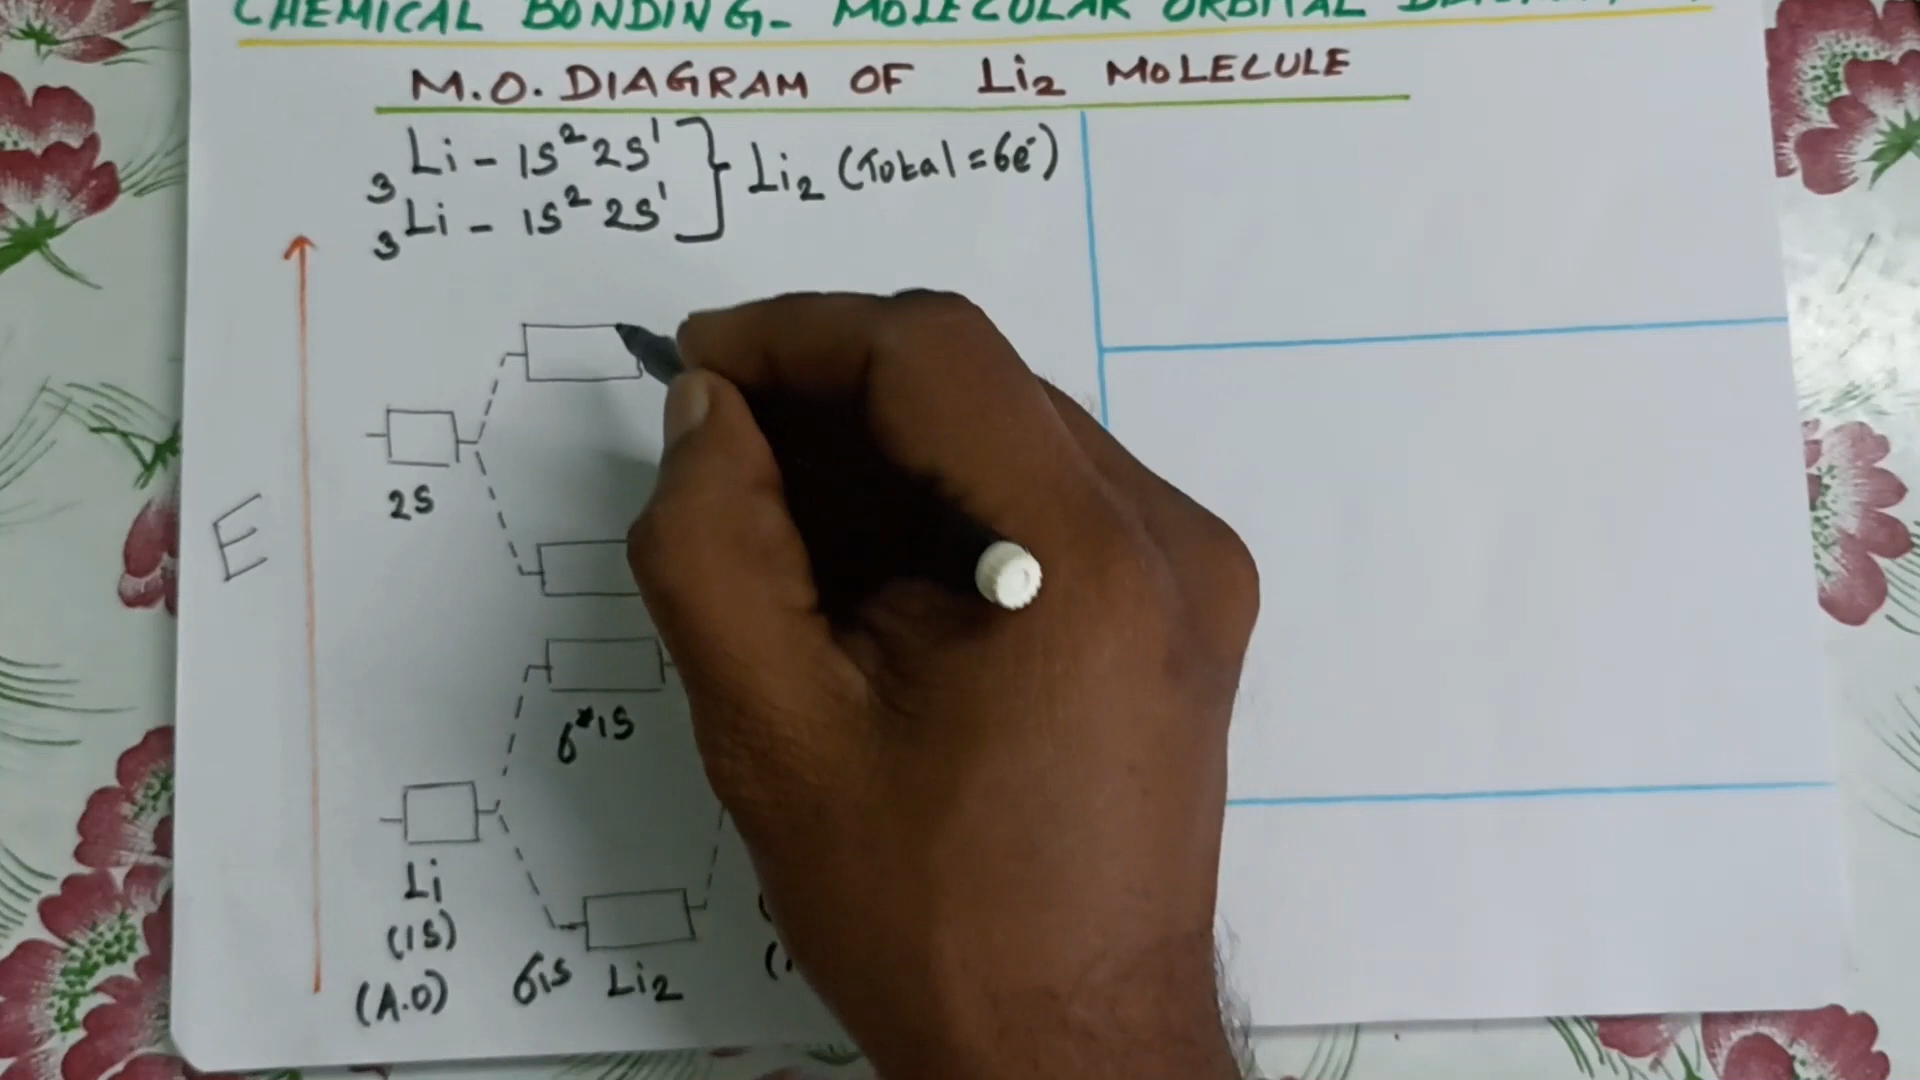 CHEMICAL BONDING- MOLECULAR ORBITAL
M.O. DIAGRAM OF Li₂ MOLECULE
₃Li - 1S² 2S¹
₃Li - 1S² 2S¹
} Li₂ (Total = 6e⁻)
E
2S
σ*1S
Li
(1S)
(A.O)
σ1S
Li₂